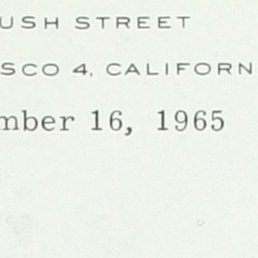 USH STREET
SCO 4, CALIFORN
mber 16, 1965